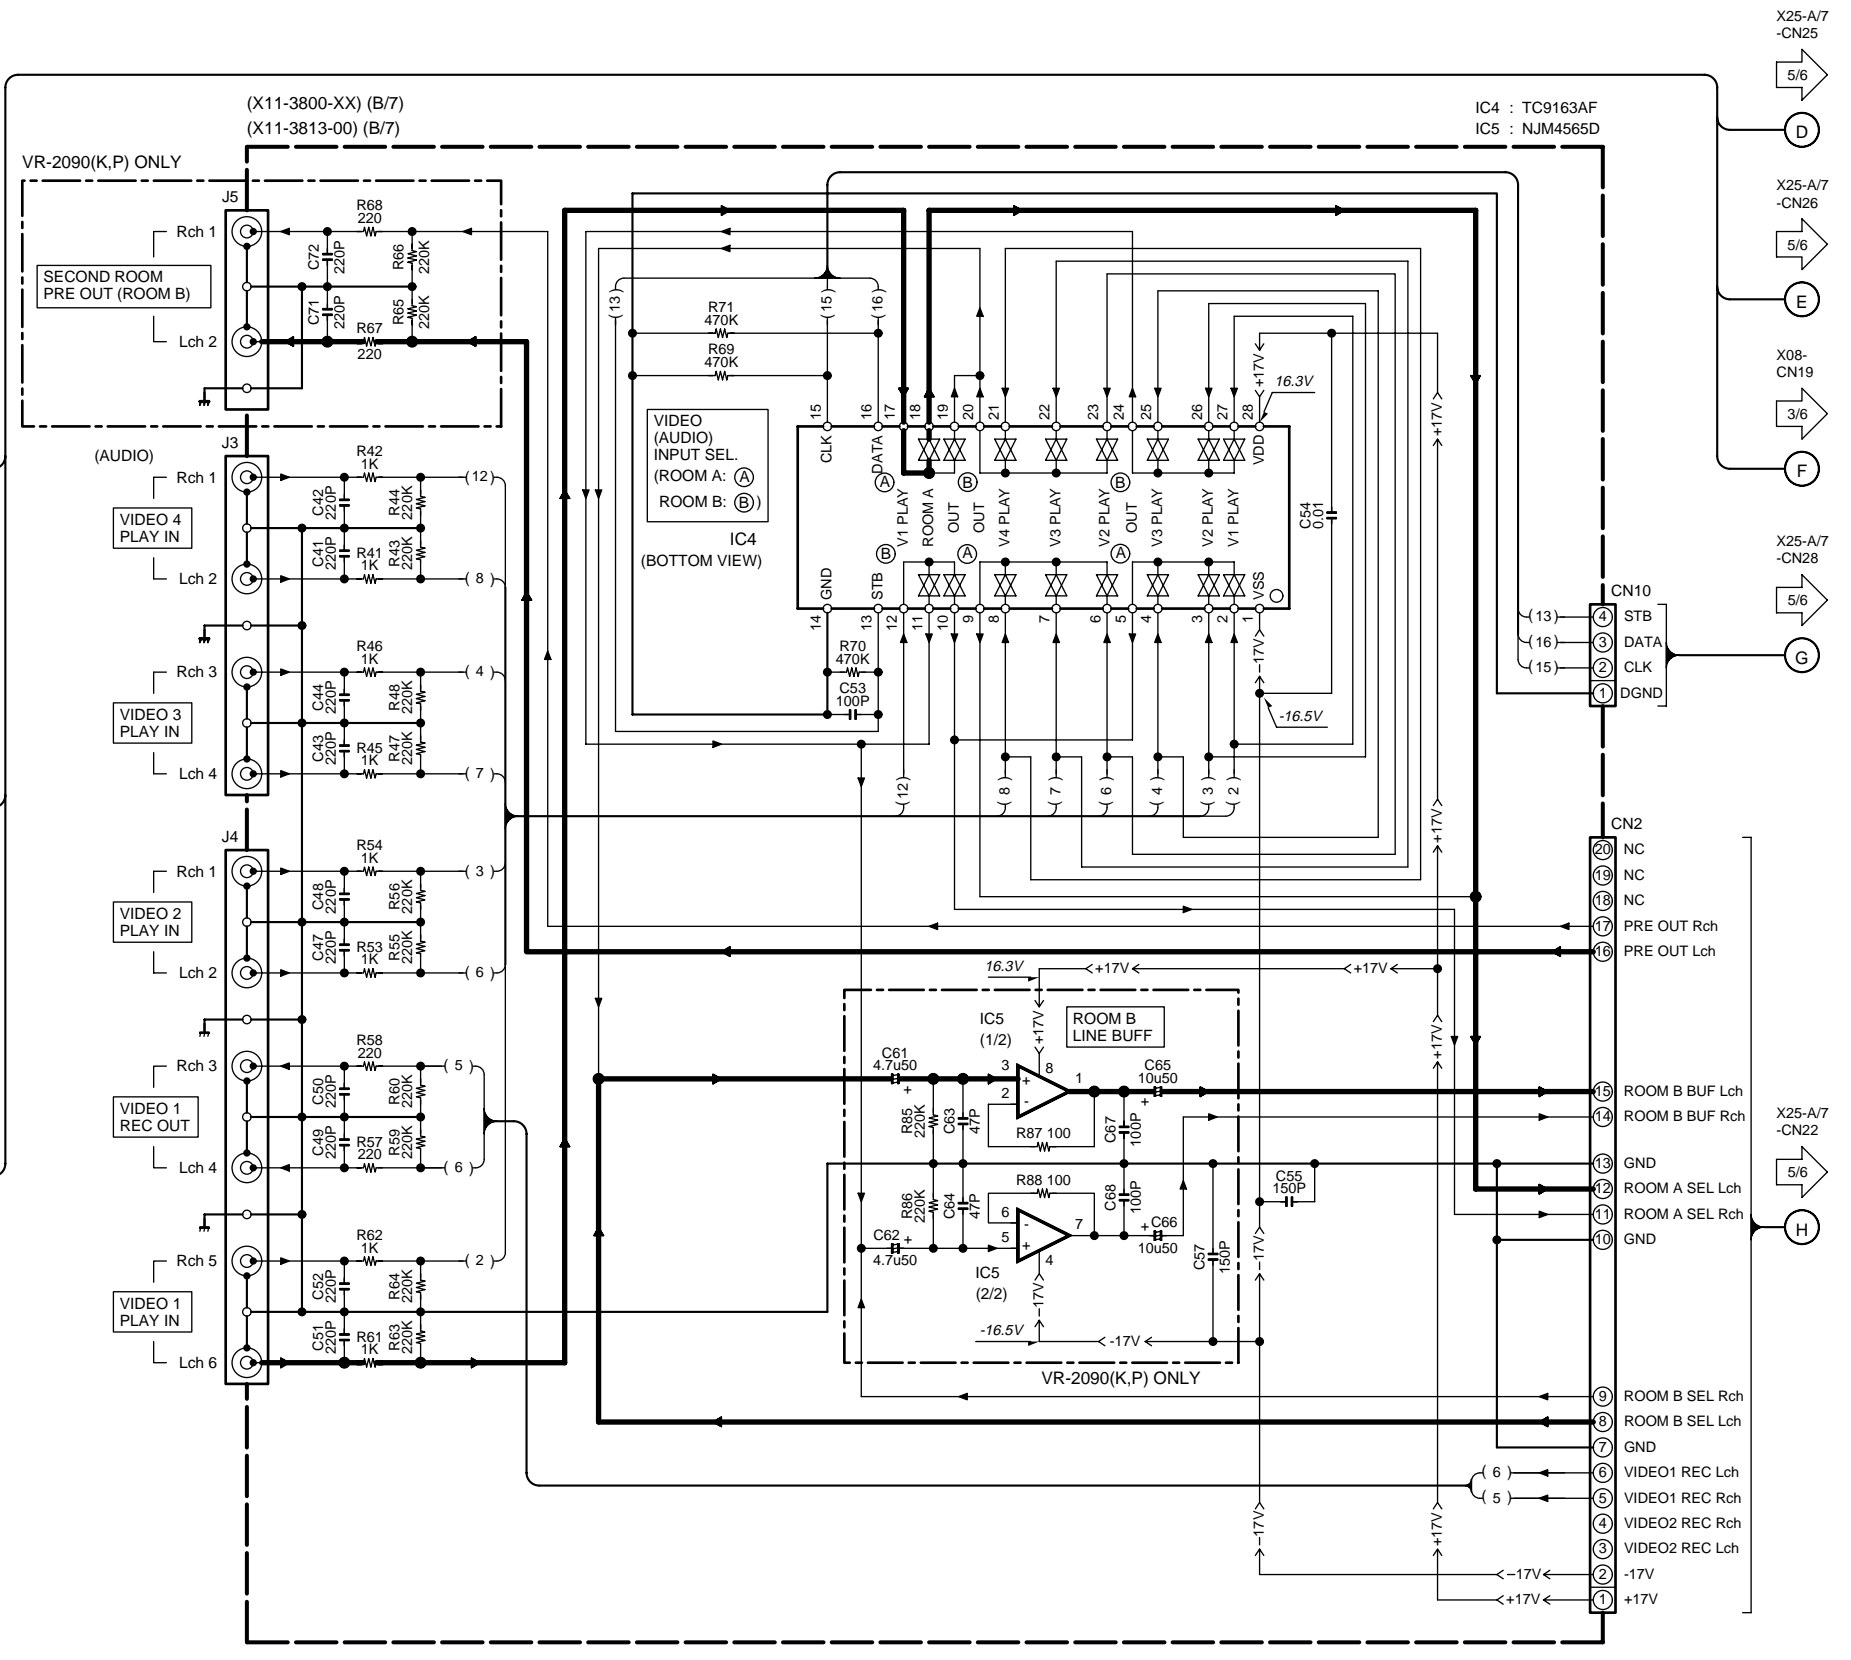 X25-A/7
-CN25
5/6
D
(X11-3800-XX) (B/7)
(X11-3813-00) (B/7)
IC4 : TC9163AF
IC5 : NJM4565D
VR-2090(K,P) ONLY
J5
Rch 1
R68
220
C72
220P
R66
220K
SECOND ROOM
PRE OUT (ROOM B)
C71
220P
R65
220K
Lch 2
R67
220
X25-A/7
-CN26
5/6
E
X08-
CN19
3/6
F
X25-A/7
-CN28
5/6
G
X25-A/7
-CN22
5/6
H
J3
(AUDIO)
Rch 1
R42
1K
(12)
C42
220P
R44
220K
VIDEO 4
PLAY IN
C41
220P
R41
1K
R43
220K
Lch 2
( 8 )
Rch 3
R46
1K
( 4 )
C44
220P
R48
220K
VIDEO 3
PLAY IN
C43
220P
R45
1K
R47
220K
Lch 4
( 7 )
J4
Rch 1
R54
1K
( 3 )
C48
220P
R56
220K
VIDEO 2
PLAY IN
C47
220P
R53
1K
R55
220K
Lch 2
( 6 )
Rch 3
R58
220
( 5 )
C50
220P
R60
220K
VIDEO 1
REC OUT
C49
220P
R57
220
R59
220K
Lch 4
( 6 )
Rch 5
R62
1K
( 2 )
C52
220P
R64
220K
VIDEO 1
PLAY IN
C51
220P
R61
1K
R63
220K
Lch 6
(13)
(15)
(16)
R71
470K
R69
470K
VIDEO
(AUDIO)
INPUT SEL.
(ROOM A: A
ROOM B: B)
IC4
(BOTTOM VIEW)
15 16 17 18 19 20 21 22 23 24 25 26 27 28
+17V
16.3V
+17V
CLK
DATA
A
V1 PLAY
ROOM A
B
OUT
OUT
V4 PLAY
V3 PLAY
V2 PLAY
B
OUT
V3 PLAY
V2 PLAY
V1 PLAY
VDD
B
A
A
GND
STB
VSS
14 13 12 11 10 9 8 7 6 5 4 3 2 1
C54
0.01
R70
470K
C53
100P
-17V
-16.5V
(12)
( 8 )
( 7 )
( 6 )
( 4 )
( 3 )
( 2 )
+17V
CN10
(13) 4 STB
(16) 3 DATA
(15) 2 CLK
1 DGND
CN2
20 NC
19 NC
18 NC
17 PRE OUT Rch
16 PRE OUT Lch
15 ROOM B BUF Lch
14 ROOM B BUF Rch
13 GND
12 ROOM A SEL Lch
11 ROOM A SEL Rch
10 GND
9 ROOM B SEL Rch
8 ROOM B SEL Lch
7 GND
( 6 ) 6 VIDEO1 REC Lch
( 5 ) 5 VIDEO1 REC Rch
4 VIDEO2 REC Rch
3 VIDEO2 REC Lch
-17V 2 -17V
+17V 1 +17V
16.3V
+17V
+17V
+17V
+17V
IC5
(1/2)
ROOM B
LINE BUFF
C61
4.7u50
+
3
+
2
-
8
1
C65
10u50
+
R85
220K
C63
47P
R87 100
C67
100P
R88 100
R86
220K
C64
47P
C68
100P
6
-
5
+
7
4
C62
4.7u50
+
+
C66
10u50
C57
150P
C55
150P
IC5
(2/2)
-17V
-16.5V
-17V
-17V
VR-2090(K,P) ONLY
-17V
+17V